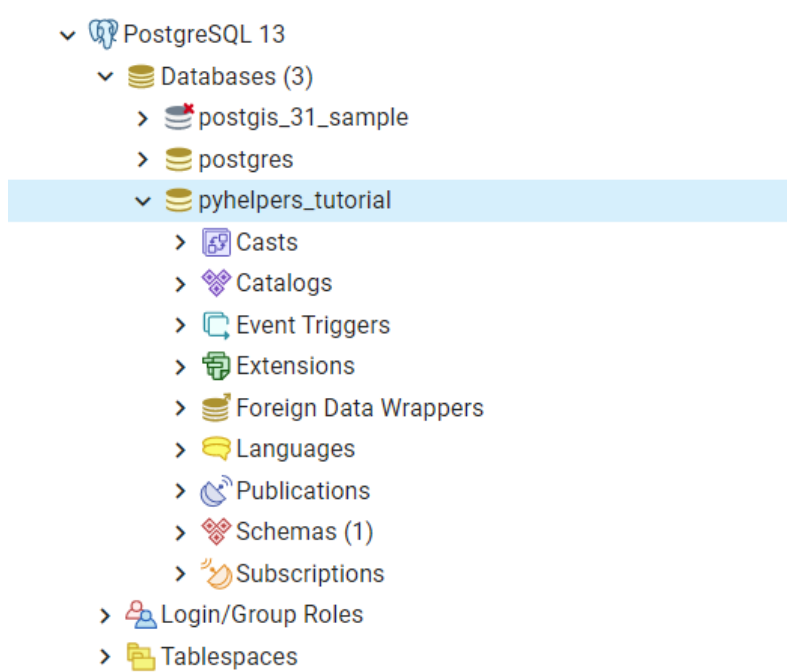 PostgreSQL 13
Databases (3)
postgis_31_sample
postgres
pyhelpers_tutorial
Casts
Catalogs
Event Triggers
Extensions
Foreign Data Wrappers
Languages
Publications
Schemas (1)
Subscriptions
Login/Group Roles
Tablespaces